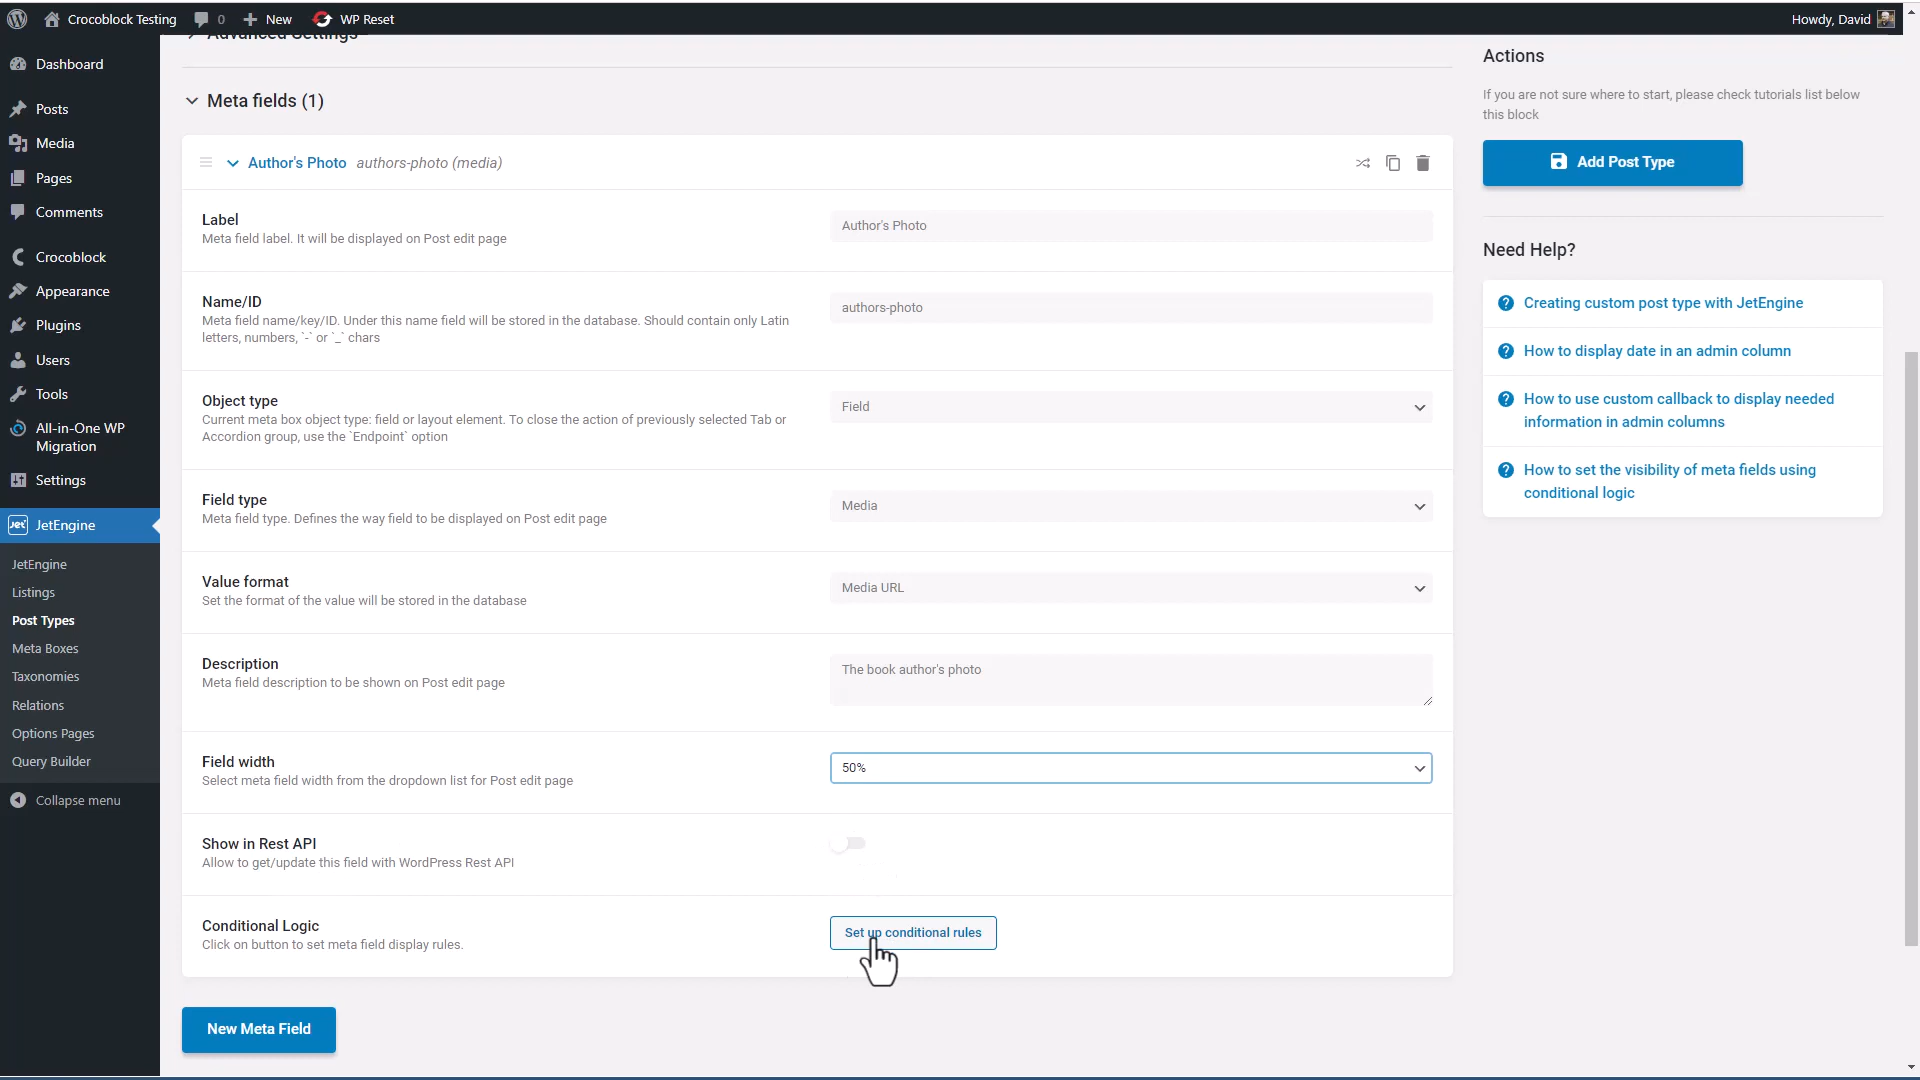 Crocoblock Testing
0
New
WP Reset
Howdy, David
Dashboard
Posts
Media
Pages
Comments
Crocoblock
Appearance
Plugins
Users
Tools
All-in-One WP
Migration
Settings
JetEngine
JetEngine
Listings
Post Types
Meta Boxes
Taxonomies
Relations
Options Pages
Query Builder
Collapse menu
Advanced Settings
Meta fields (1)
Author's Photo authors-photo (media)
Label
Meta field label. It will be displayed on Post edit page
Author's Photo
Name/ID
Meta field name/key/ID. Under this name field will be stored in the database. Should contain only Latin
letters, numbers, `-` or `_` chars
authors-photo
Object type
Current meta box object type: field or layout element. To close the action of previously selected Tab or
Accordion group, use the `Endpoint` option
Field
Field type
Meta field type. Defines the way field to be displayed on Post edit page
Media
Value format
Set the format of the value will be stored in the database
Media URL
Description
Meta field description to be shown on Post edit page
The book author's photo
Field width
Select meta field width from the dropdown list for Post edit page
50%
Show in Rest API
Allow to get/update this field with WordPress Rest API
Conditional Logic
Click on button to set meta field display rules.
Set up conditional rules
New Meta Field
Actions
If you are not sure where to start, please check tutorials list below
this block
Add Post Type
Need Help?
Creating custom post type with JetEngine
How to display date in an admin column
How to use custom callback to display needed
information in admin columns
How to set the visibility of meta fields using
conditional logic